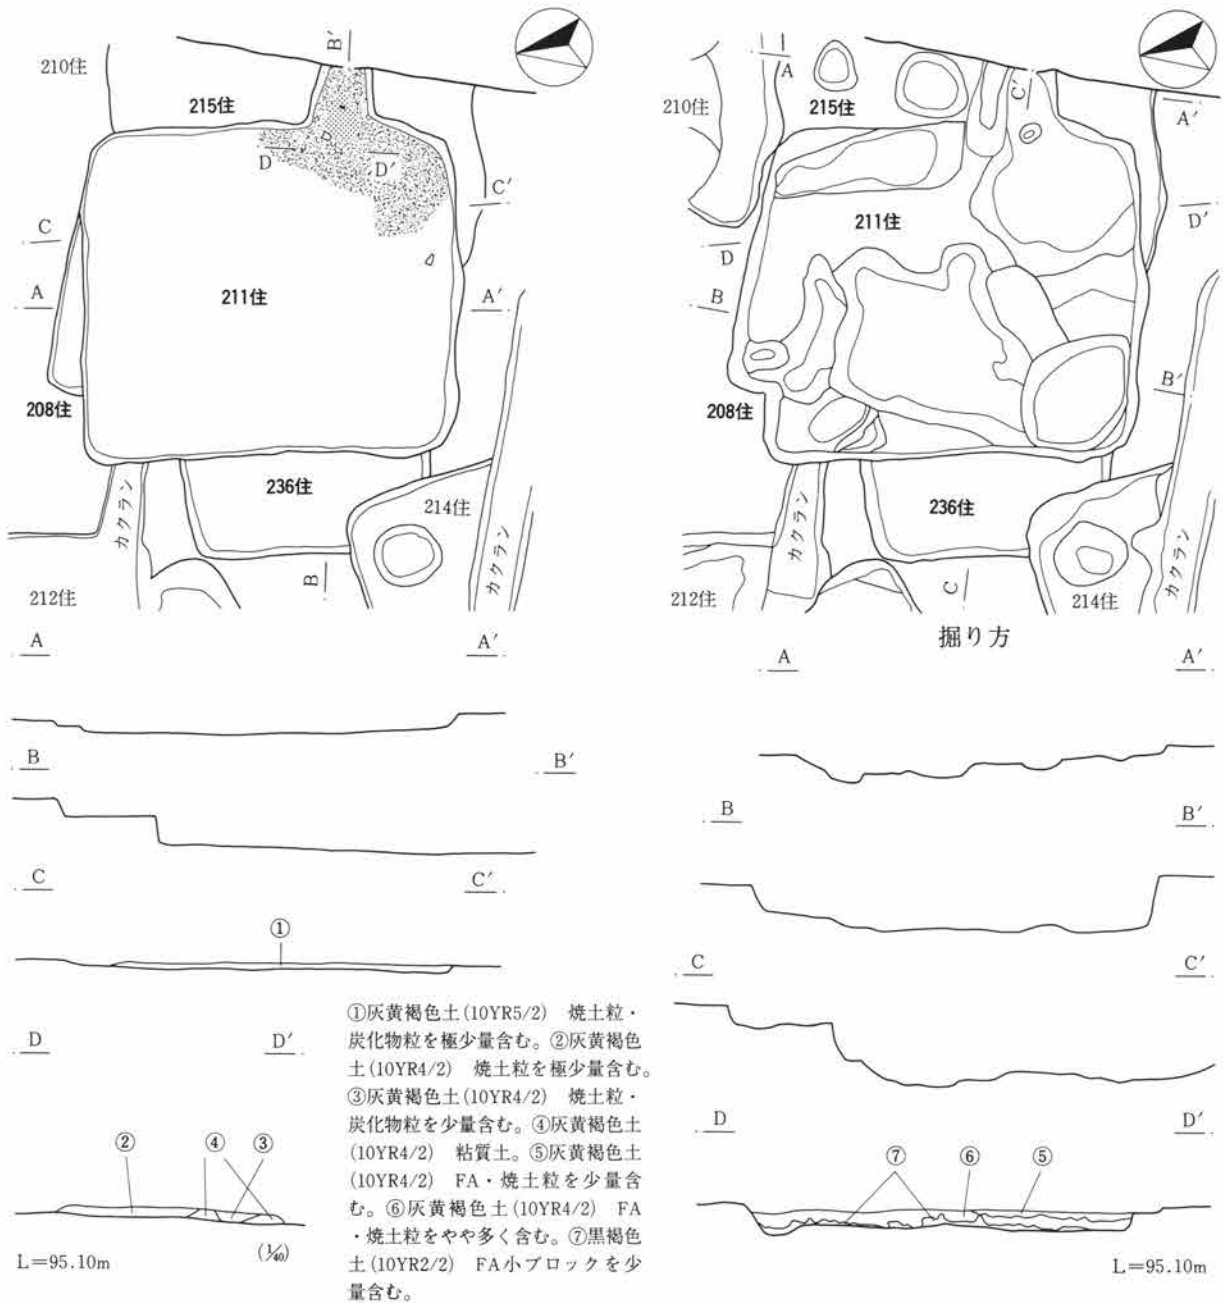 B′
210住
215住
D
D′
C′
C
A
211住
A′
208住
236住
214住
カクラン
カクラン
B
212住
A
A
210住
215住
C′
A′
211住
D′
D
B
B′
208住
236住
カクラン
カクラン
C
212住
214住
掘り方
A
A′
B
B′
C
C′
①
D
D′
②
④
③
L=95.10m
(1/40)
①灰黄褐色土(10YR5/2) 焼土粒・
炭化物粒を極少量含む。②灰黄褐色
土(10YR4/2) 焼土粒を極少量含む。
③灰黄褐色土(10YR4/2) 焼土粒・
炭化物粒を少量含む。④灰黄褐色土
(10YR4/2) 粘質土。⑤灰黄褐色土
(10YR4/2) FA・焼土粒を少量含
む。⑥灰黄褐色土(10YR4/2) FA
・焼土粒をやや多く含む。⑦黒褐色
土(10YR2/2) FA小ブロックを少
量含む。
A′
B
B′
C
C′
D
D′
⑦
⑥
⑤
L=95.10m